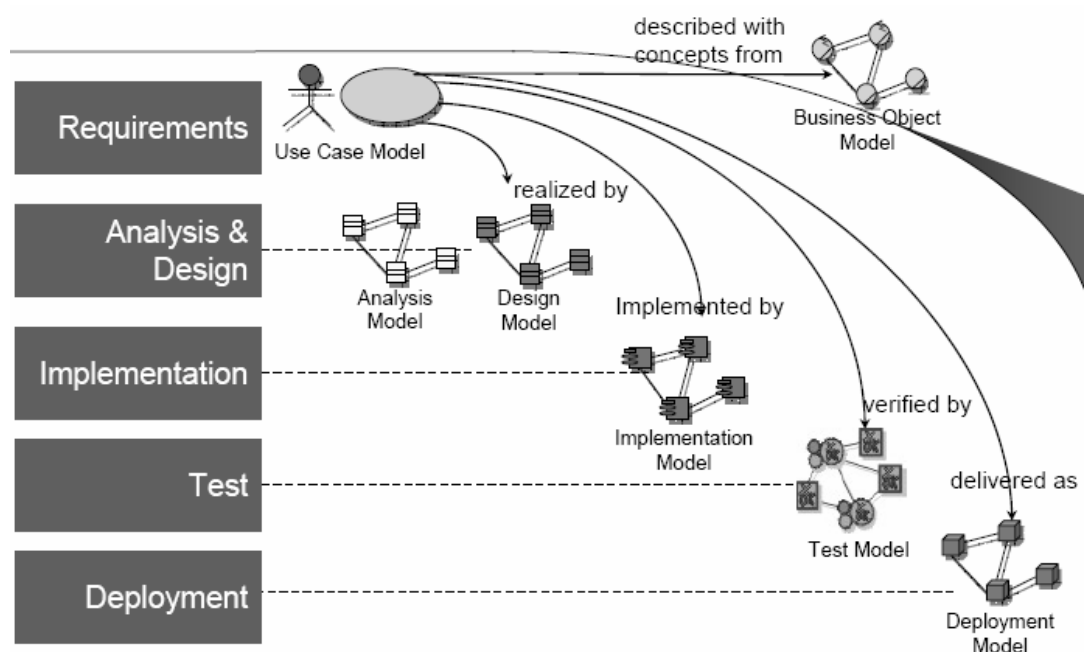 described with
concepts from
Requirements
Use Case Model
Business Object
Model
realized by
Analysis &
Design
Analysis
Model
Design
Model
Implemented by
Implementation
Implementation
Model
verified by
Test
Test Model
delivered as
Deployment
Deployment
Model